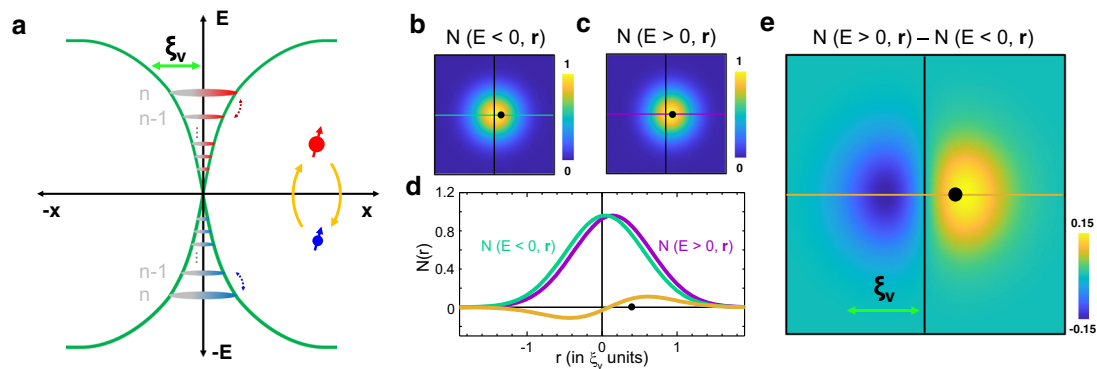 a
E
ξv
n
n-1
-x
x
n-1
n
-E
b
N (E < 0, r)
1
0
c
N (E > 0, r)
1
0
d
1.2
0.8
0.4
0
N(r)
N (E < 0, r)
N (E > 0, r)
-1
0
1
r (in ξv units)
e
N (E > 0, r) – N (E < 0, r)
ξv
0.15
-0.15